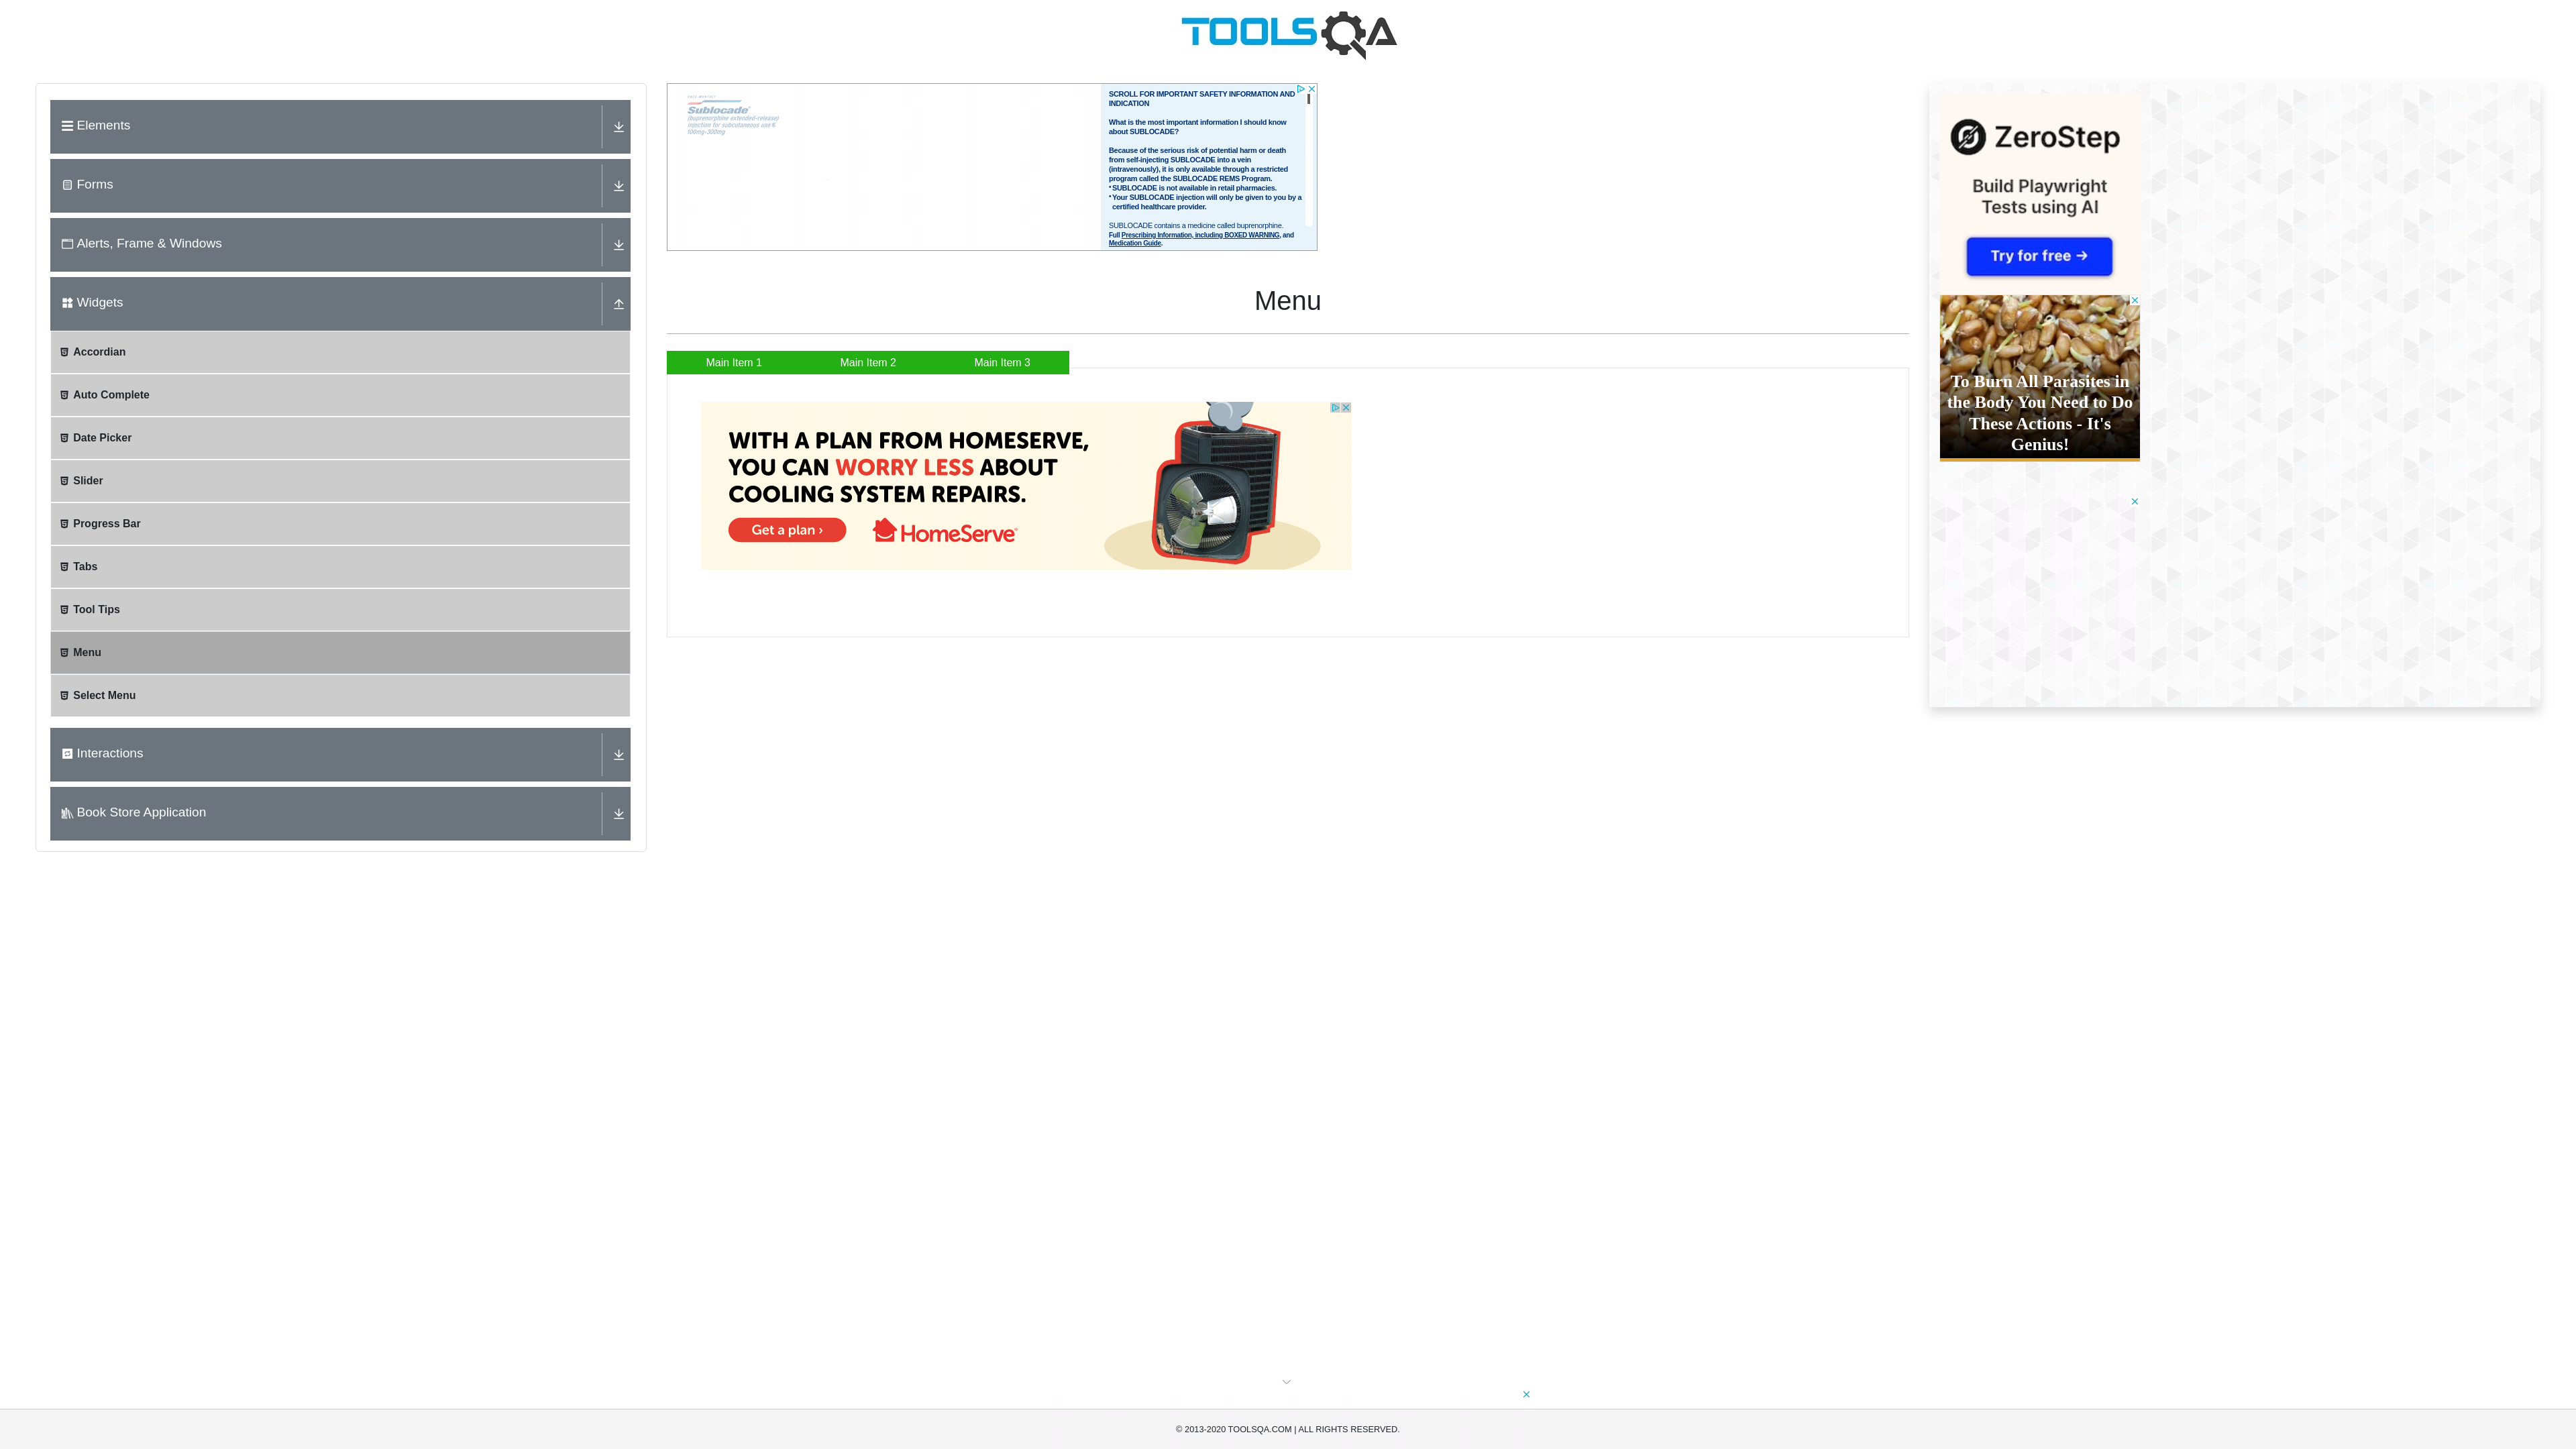 TOOLSQA
Elements
Forms
Alerts, Frame & Windows
Widgets
Accordian
Auto Complete
Date Picker
Slider
Progress Bar
Tabs
Tool Tips
Menu
Select Menu
Interactions
Book Store Application
Sublocade
(buprenorphine extended-release)
injection for subcutaneous use
100mg·300mg
SCROLL FOR IMPORTANT SAFETY INFORMATION AND
INDICATION
What is the most important information I should know
about SUBLOCADE?
Because of the serious risk of potential harm or death
from self-injecting SUBLOCADE into a vein
(intravenously), it is only available through a restricted
program called the SUBLOCADE REMS Program.
• SUBLOCADE is not available in retail pharmacies.
• Your SUBLOCADE injection will only be given to you by a
certified healthcare provider.
SUBLOCADE contains a medicine called buprenorphine.
Full Prescribing Information, including BOXED WARNING, and
Medication Guide.
Menu
Main Item 1
Main Item 2
Main Item 3
WITH A PLAN FROM HOMESERVE,
YOU CAN WORRY LESS ABOUT
COOLING SYSTEM REPAIRS.
Get a plan ›
HomeServe
ZeroStep
Build Playwright
Tests using AI
Try for free →
To Burn All Parasites in
the Body You Need to Do
These Actions - It's
Genius!
© 2013-2020 TOOLSQA.COM | ALL RIGHTS RESERVED.